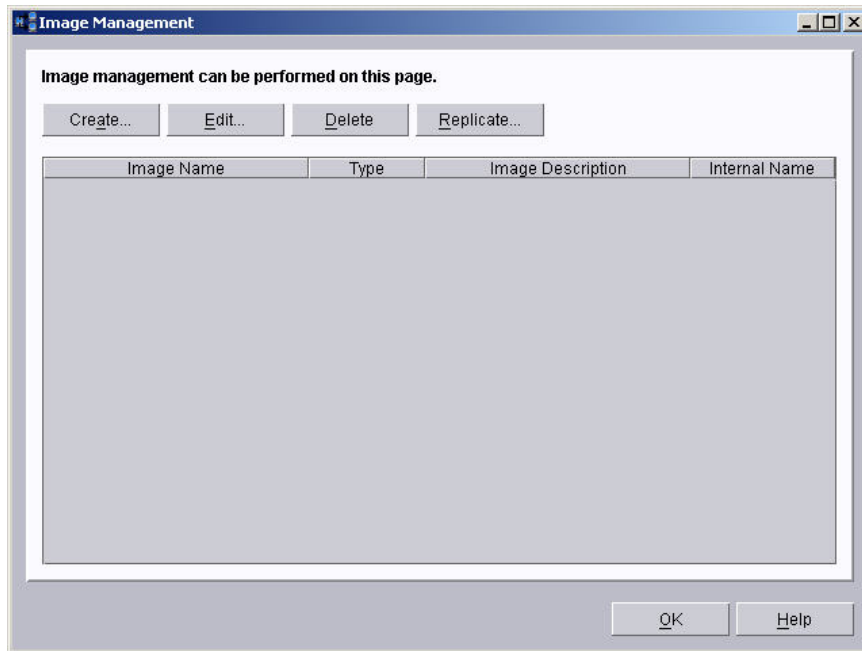 Image Management
Image management can be performed on this page.
Create... Edit... Delete Replicate...
Image Name Type Image Description Internal Name
OK Help